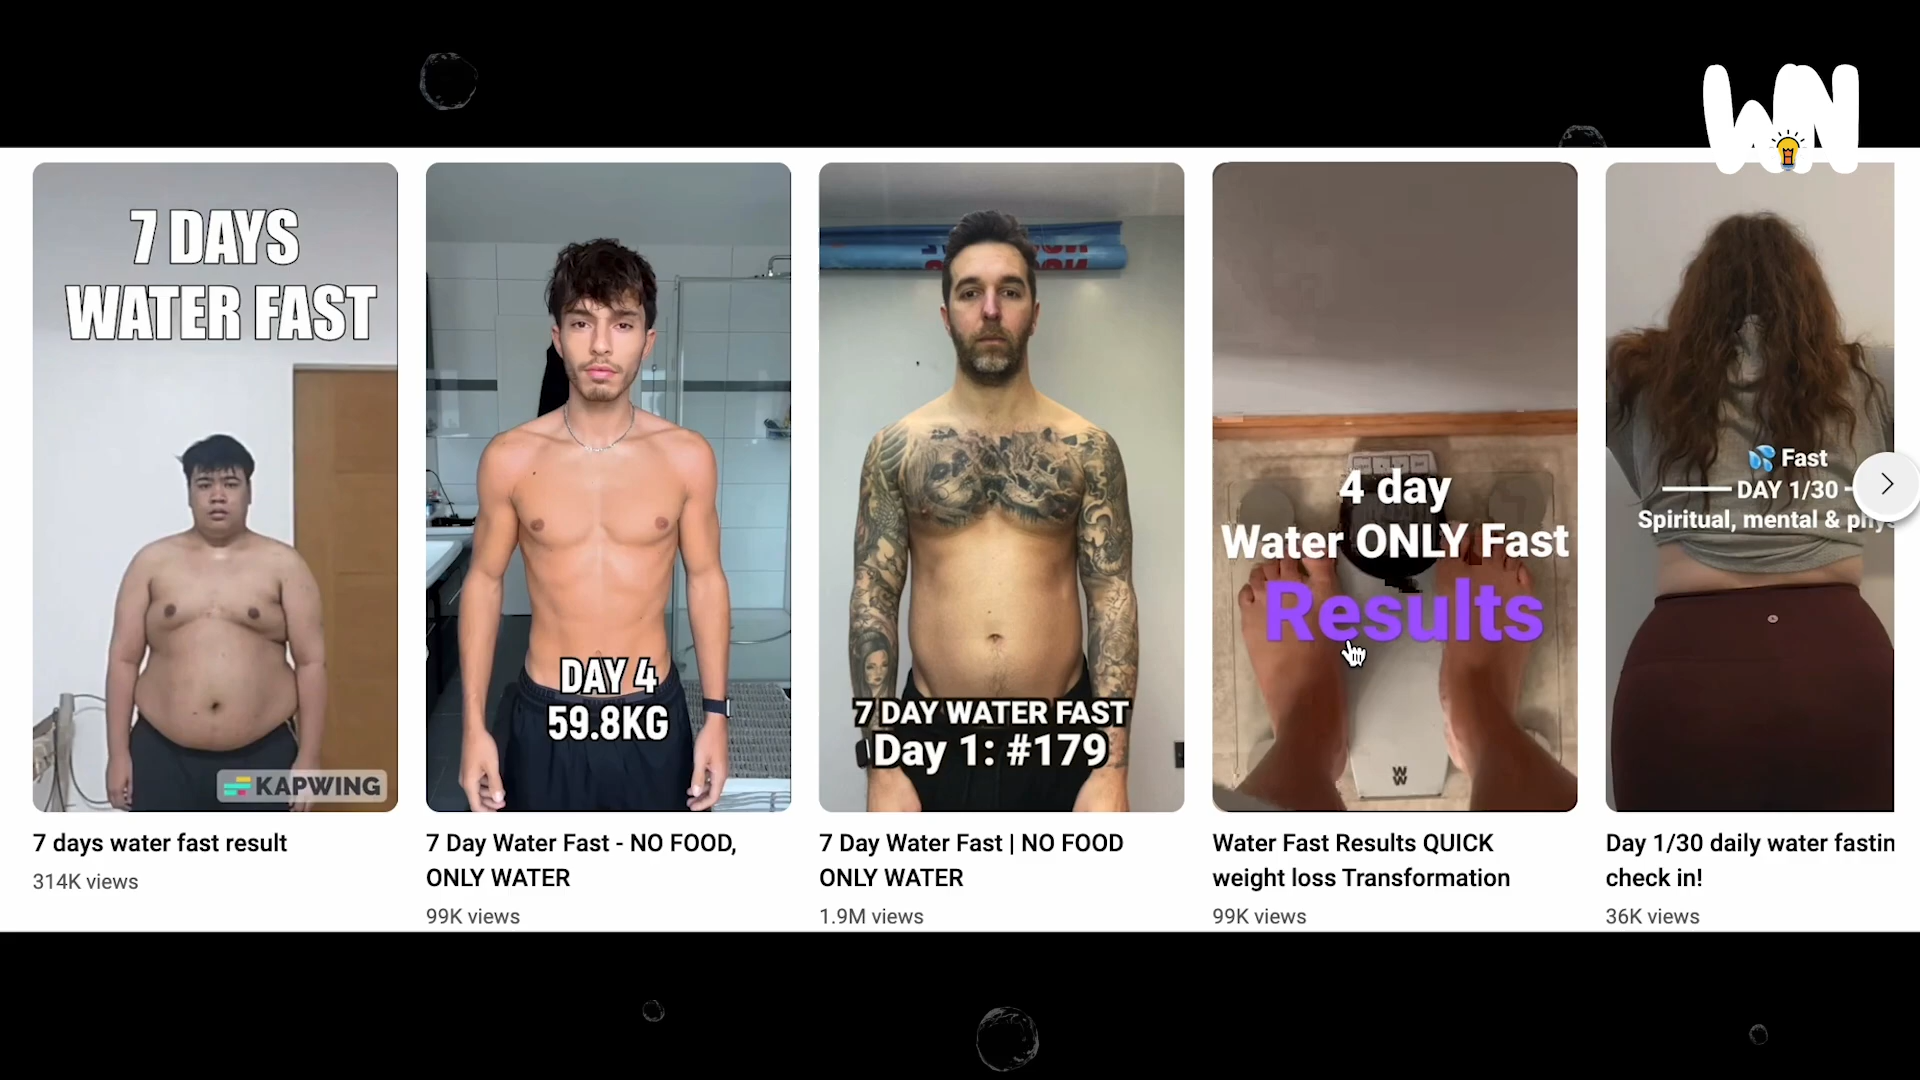 WN
7 DAYS
WATER FAST
KAPWING
7 days water fast result
314K views
DAY 4
59.8KG
7 Day Water Fast - NO FOOD,
ONLY WATER
99K views
7 DAY WATER FAST
Day 1: #179
7 Day Water Fast | NO FOOD
ONLY WATER
1.9M views
4 day
Water ONLY Fast
Results
W
W
Water Fast Results QUICK
weight loss Transformation
99K views
💦 Fast
DAY 1/30
Spiritual, mental &
Day 1/30 daily water fastin
check in!
36K views